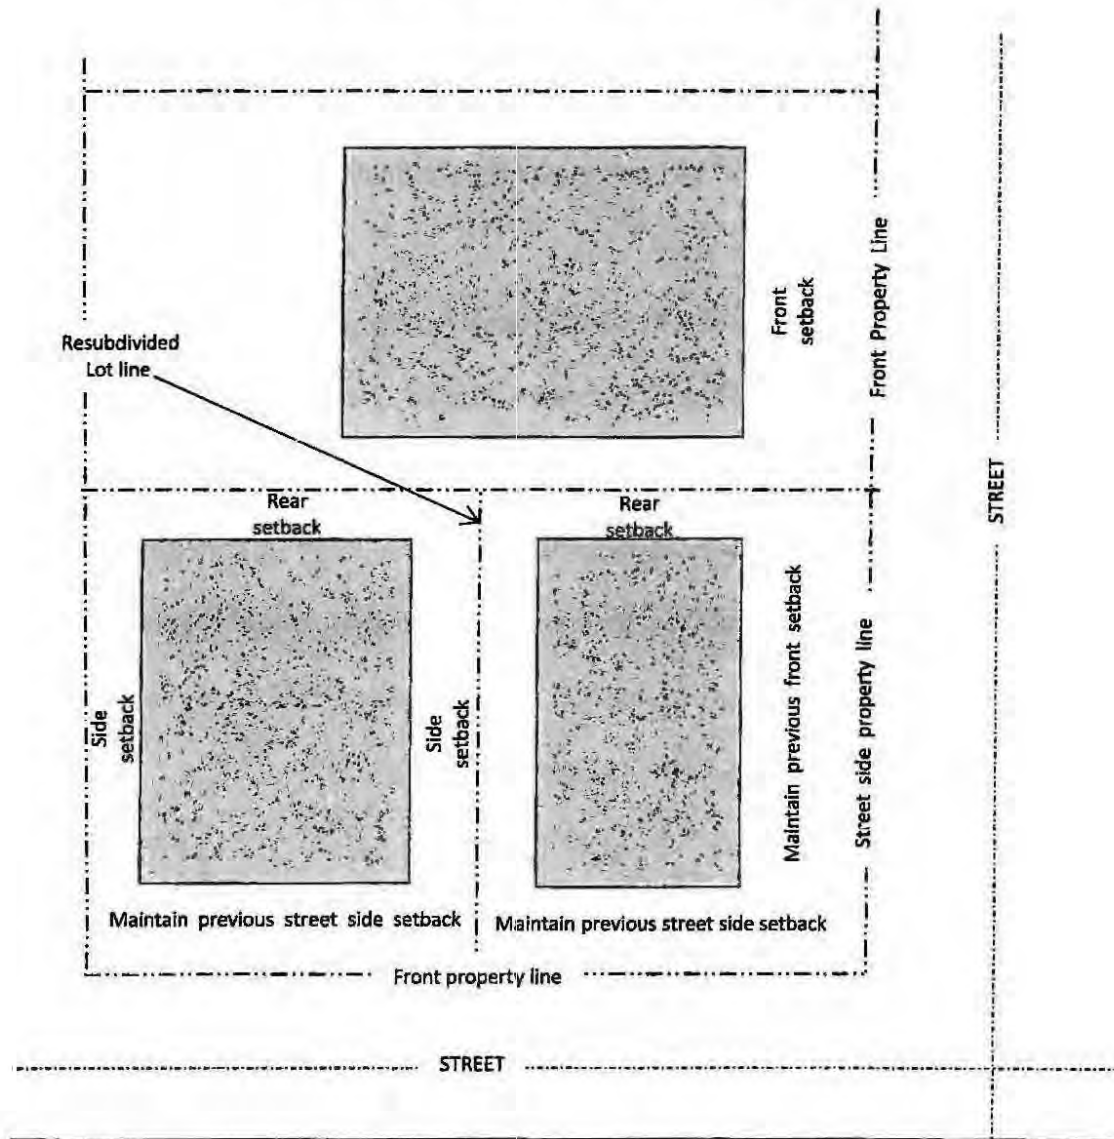 Front
setback
Front Property Line
Resubdivided
Lot line
STREET
Rear
setback
Rear
setback
Side
setback
Side
setback
Maintain previous front setback
Street side property line
Maintain previous street side setback
Maintain previous street side setback
Front property line
STREET